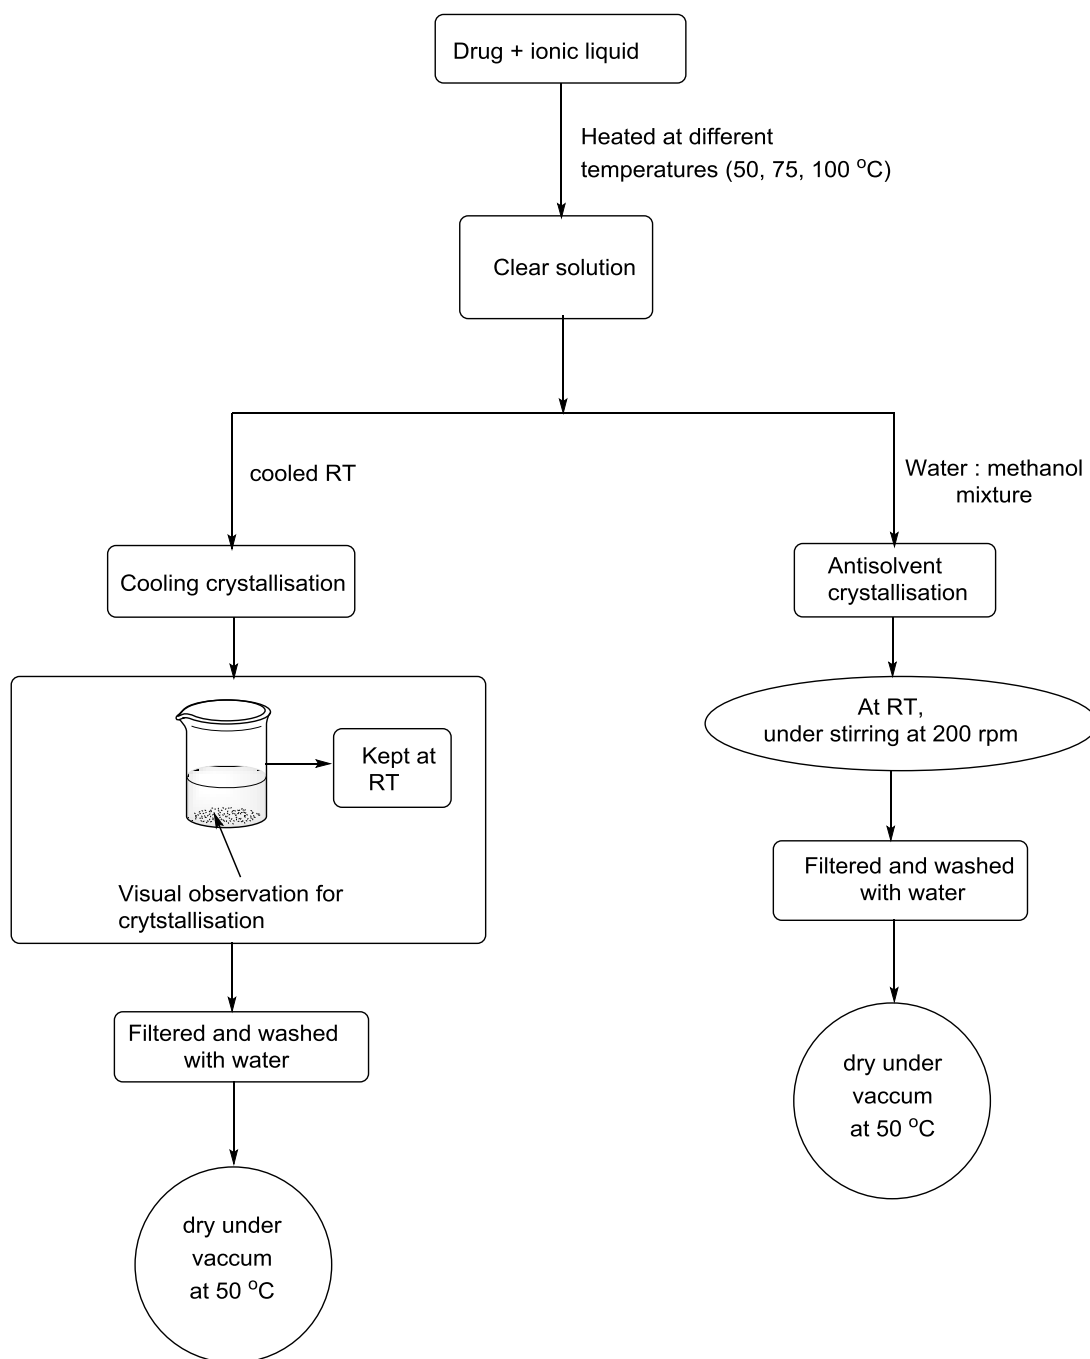 Drug + ionic liquid
Heated at different
temperatures (50, 75, 100 °C)
Clear solution
cooled RT
Water : methanol
mixture
Cooling crystallisation
Antisolvent
crystallisation
Kept at
RT
Visual observation for
crytstallisation
At RT,
under stirring at 200 rpm
Filtered and washed
with water
Filtered and washed
with water
dry under
vaccum
at 50 °C
dry under
vaccum
at 50 °C